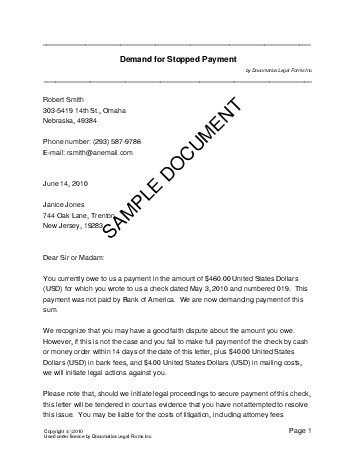 Demand for Stopped Payment
by Documatica Legal Forms Inc.
Robert Smith
303-5419 14th St., Omaha
Nebraska, 49384
Phone number: (293) 587-9786
E-mail: rsmith@anemail.com
June 14, 2010
Janice Jones
744 Oak Lane, Trenton
New Jersey, 19283
SAMPLE DOCUMENT
Dear Sir or Madam:
You currently owe to us a payment in the amount of $460.00 United States Dollars
(USD) for which you wrote to us a check dated May 3, 2010 and numbered 019. This
payment was not paid by Bank of America. We are now demanding payment of this
sum.
We recognize that you may have a good faith dispute about the amount you owe.
However, if this is not the case and you fail to make full payment of the check by cash
or money order within 14 days of the date of this letter, plus $40.00 United States
Dollars (USD) in bank fees, and $4.00 United States Dollars (USD) in mailing costs,
we will initiate legal actions against you.
Please note that, should we initiate legal proceedings to secure payment of this check,
this letter will be tendered in court as evidence that you have not attempted to resolve
this issue. You may be liable for the costs of litigation, including attorney fees
Copyright (c) 2010
Used under licence by Documatica Legal Forms Inc.
Page 1